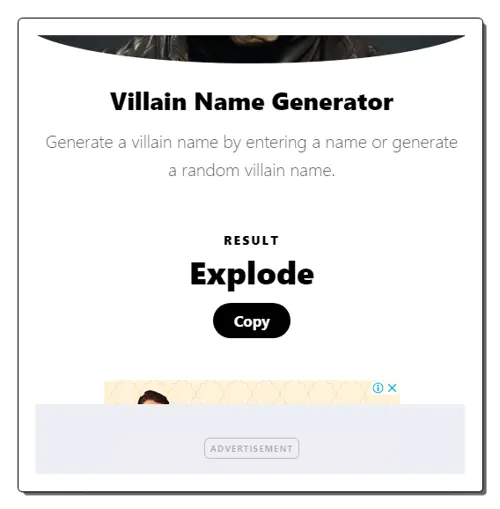 Villain Name Generator
Generate a villain name by entering a name or generate
a random villain name.
RESULT
Explode
Copy
ADVERTISEMENT